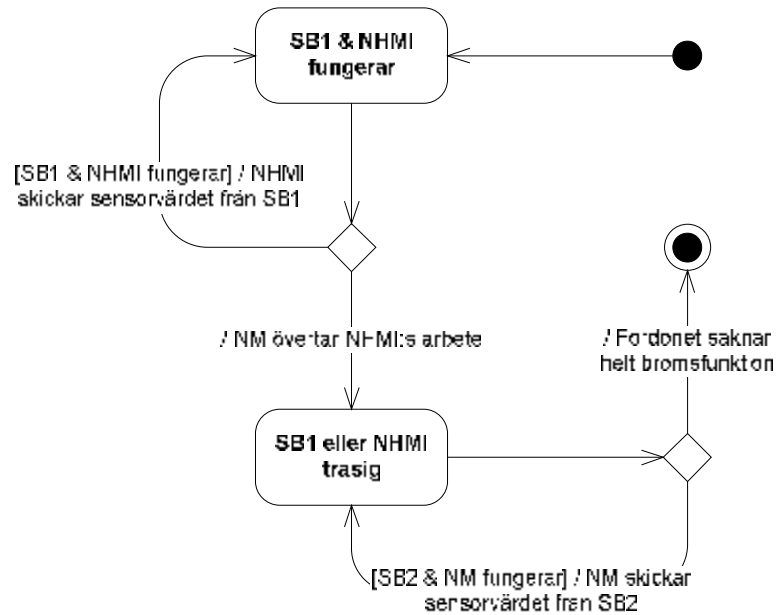 SB1 & NHMI
fungerar
[SB1 & NHMI fungerar] / NHMI
skickar sensorvärdet från SB1
/ NM övertar NHMI:s arbete
/ Fordonet saknar
helt bromsfunktion
SB1 eller NHMI
trasig
[SB2 & NM fungerar] / NM skickar
sensorvärdet från SB2